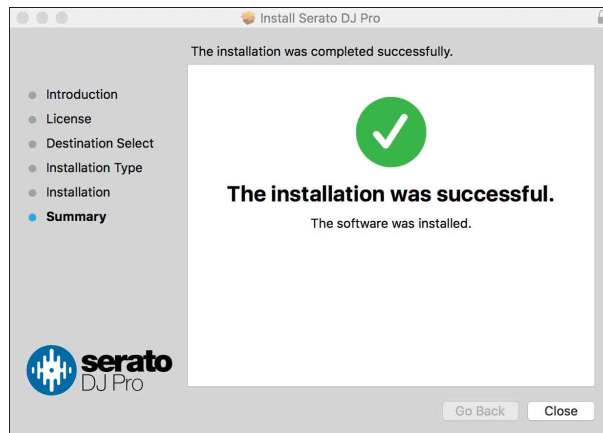 Install Serato DJ Pro
The installation was completed successfully.
Introduction
License
Destination Select
Installation Type
Installation
Summary
The installation was successful.
The software was installed.
serato
DJ Pro
Go Back
Close